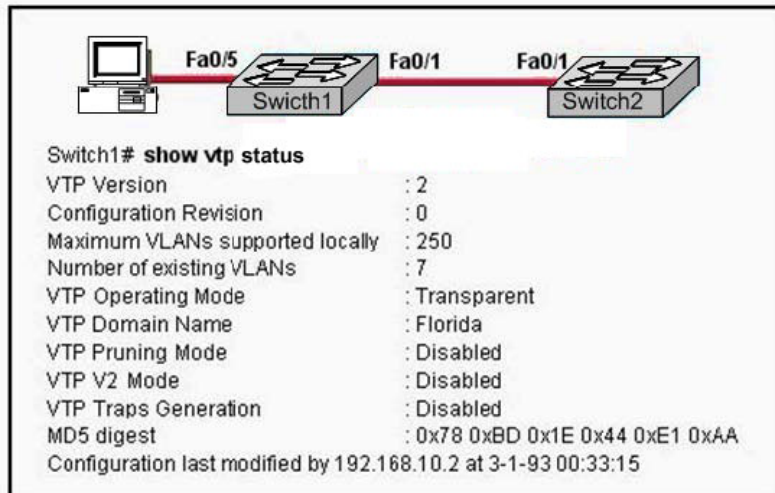 Fa0/5 Fa0/1 Fa0/1
Swicth1 Switch2
Switch1# show vtp status
VTP Version : 2
Configuration Revision : 0
Maximum VLANs supported locally : 250
Number of existing VLANs : 7
VTP Operating Mode : Transparent
VTP Domain Name : Florida
VTP Pruning Mode : Disabled
VTP V2 Mode : Disabled
VTP Traps Generation : Disabled
MD5 digest : 0x78 0xBD 0x1E 0x44 0xE1 0xAA
Configuration last modified by 192.168.10.2 at 3-1-93 00:33:15